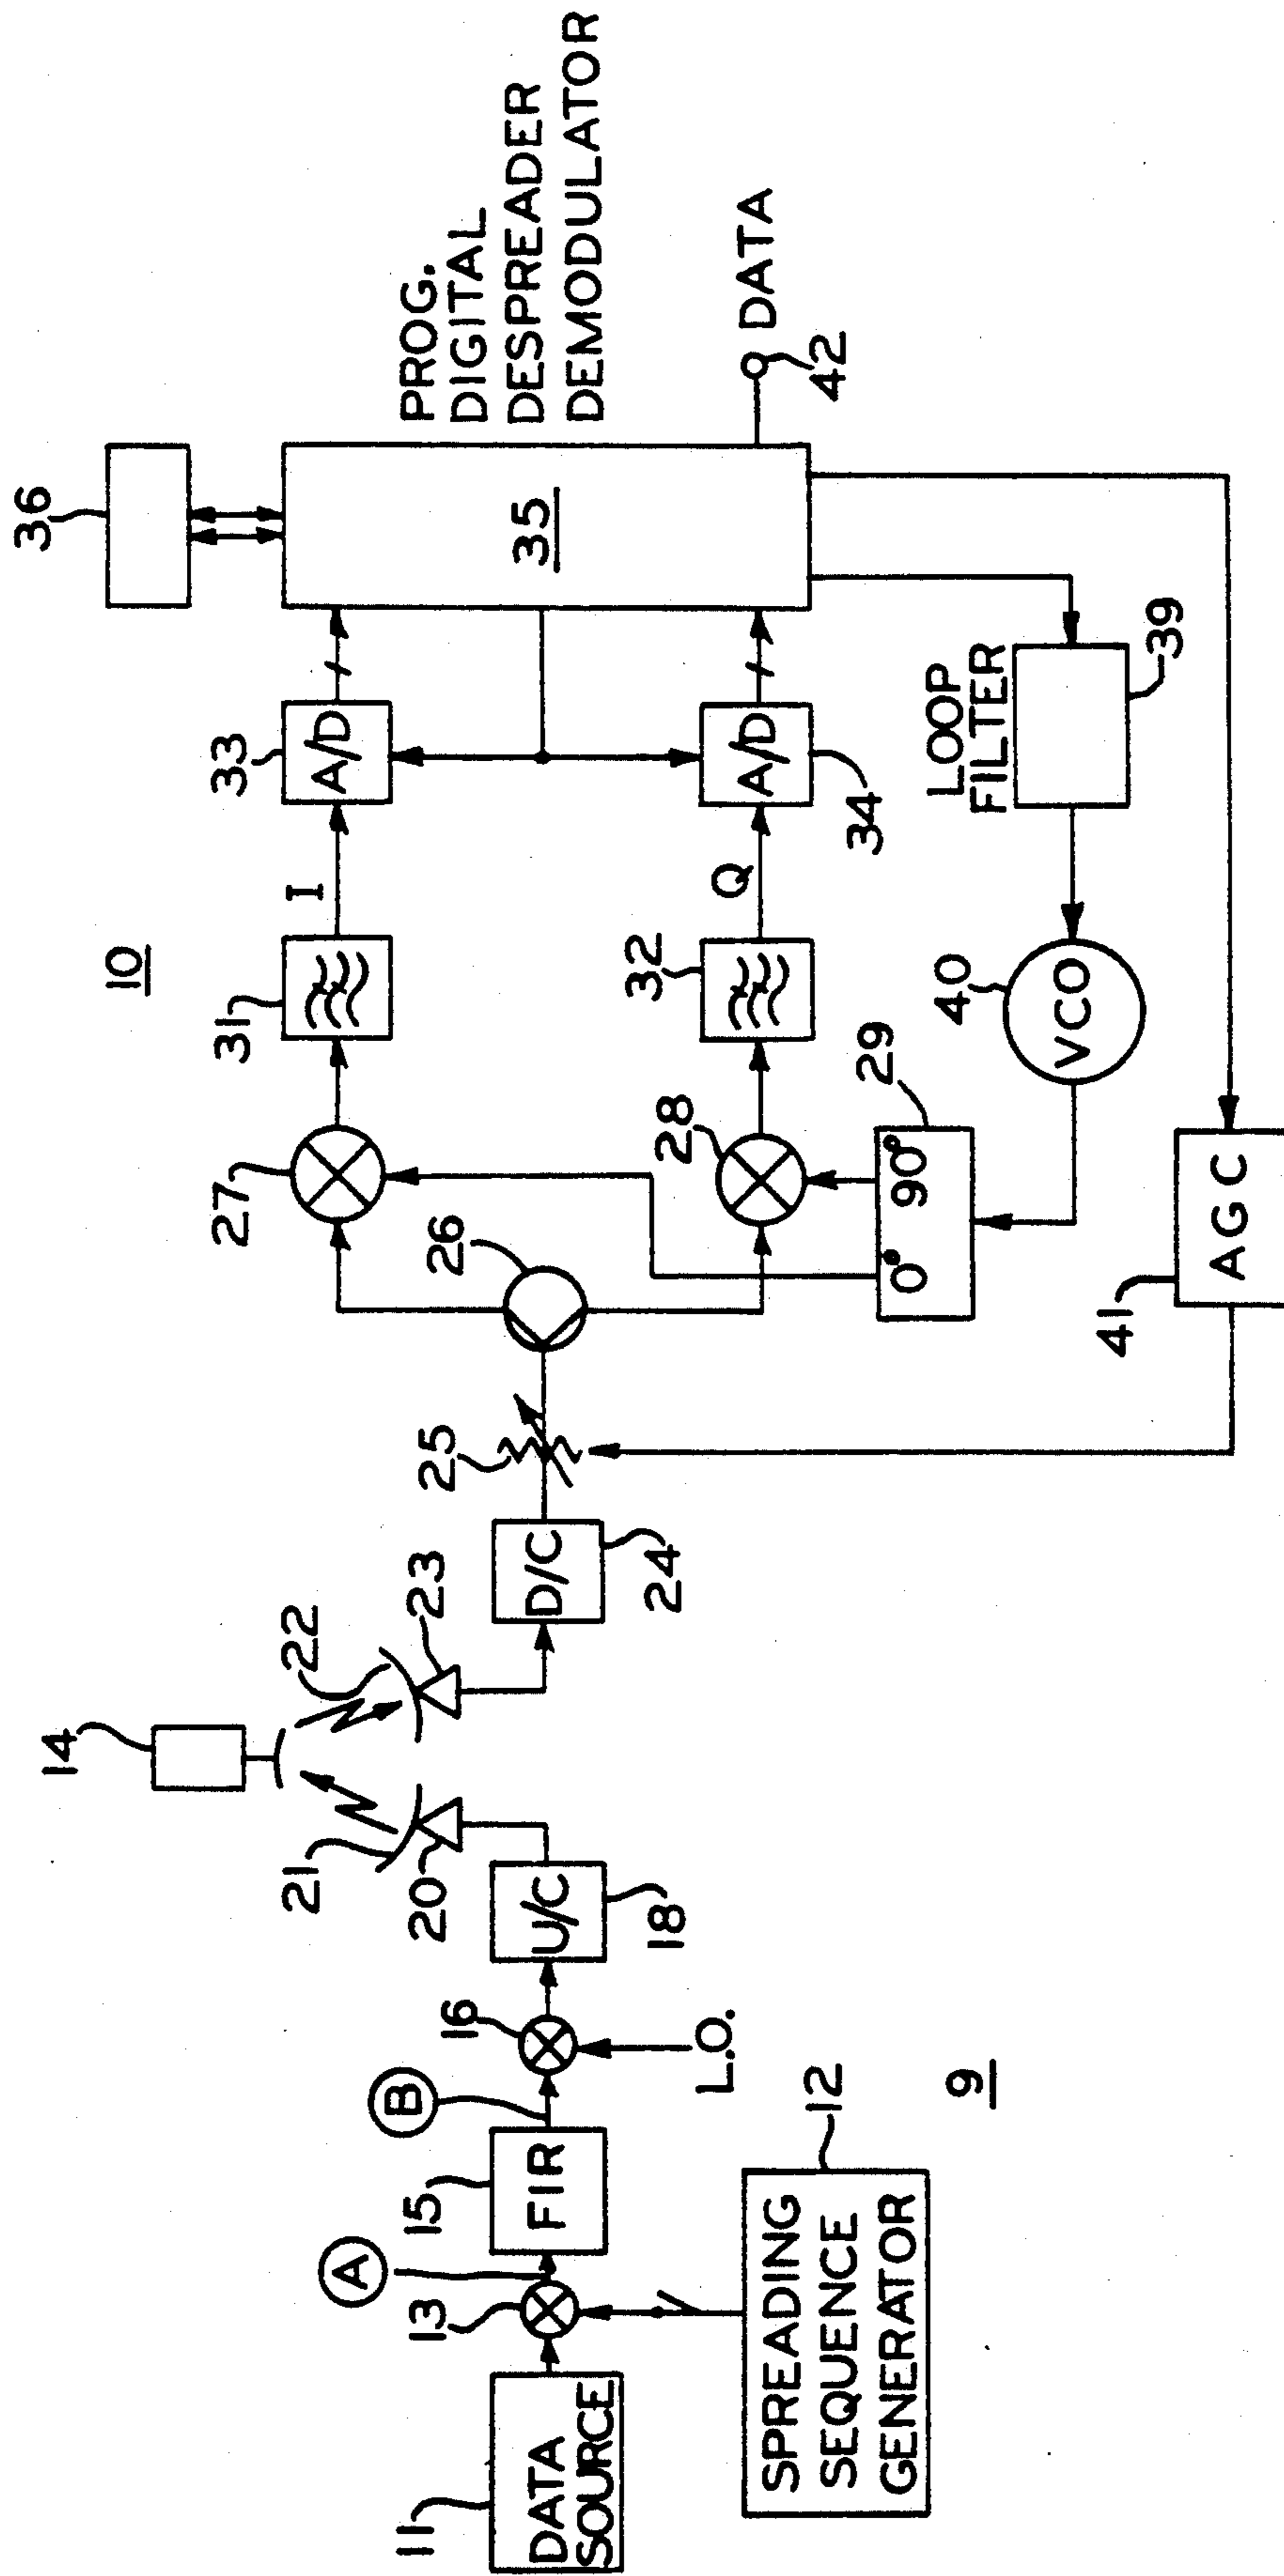 36
PROG.
DIGITAL
DESPREADER
DEMODULATOR
10
33
A/D
35
31
I
27
DATA
42
32
Q
A/D
34
28
26
29
0° 90°
LOOP
FILTER
39
40
VCO
41
AGC
25
D/C
24
14
22
23
21
20
U/C
18
16
L.O.
B
15
FIR
A
13
11
DATA
SOURCE
12
SPREADING
SEQUENCE
GENERATOR
9